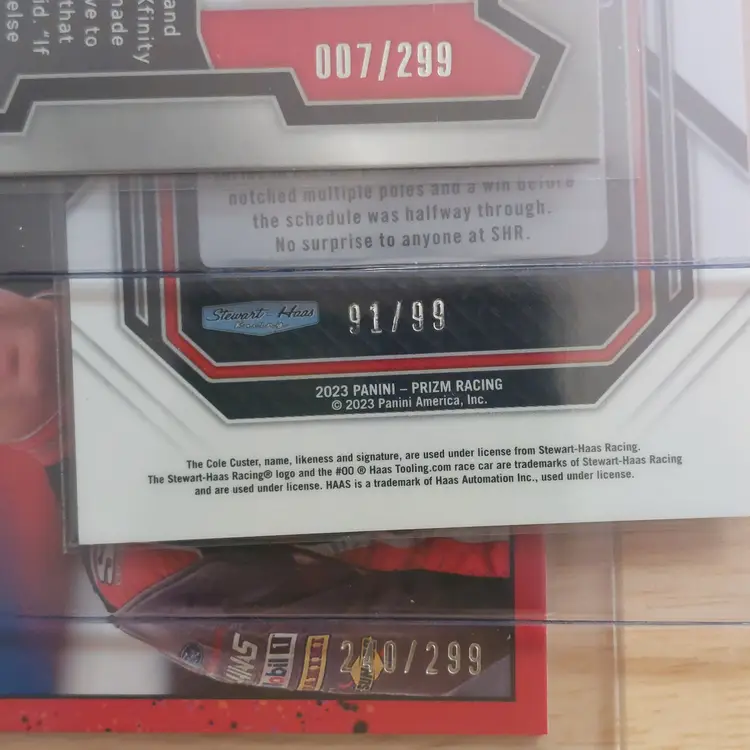 and
Xfinity
made
ve to
that
id. "If
else
007/299
notched multiple poles and a win before
the schedule was halfway through.
No surprise to anyone at SHR.
Stewart-Haas
91/99
2023 PANINI – PRIZM RACING
© 2023 Panini America, Inc.
The Cole Custer, name, likeness and signature, are used under license from Stewart-Haas Racing.
The Stewart-Haas Racing® logo and the #00 ® Haas Tooling.com race car are trademarks of Stewart-Haas Racing
and are used under license. HAAS is a trademark of Haas Automation Inc., used under license.
HAAS
Mobil 1
/299